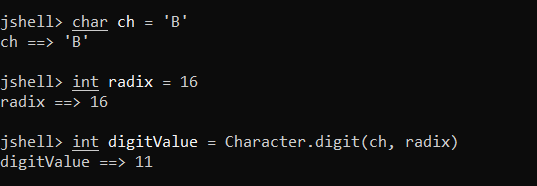 jshell> char ch = 'B'
ch ==> 'B'
jshell> int radix = 16
radix ==> 16
jshell> int digitValue = Character.digit(ch, radix)
digitValue ==> 11